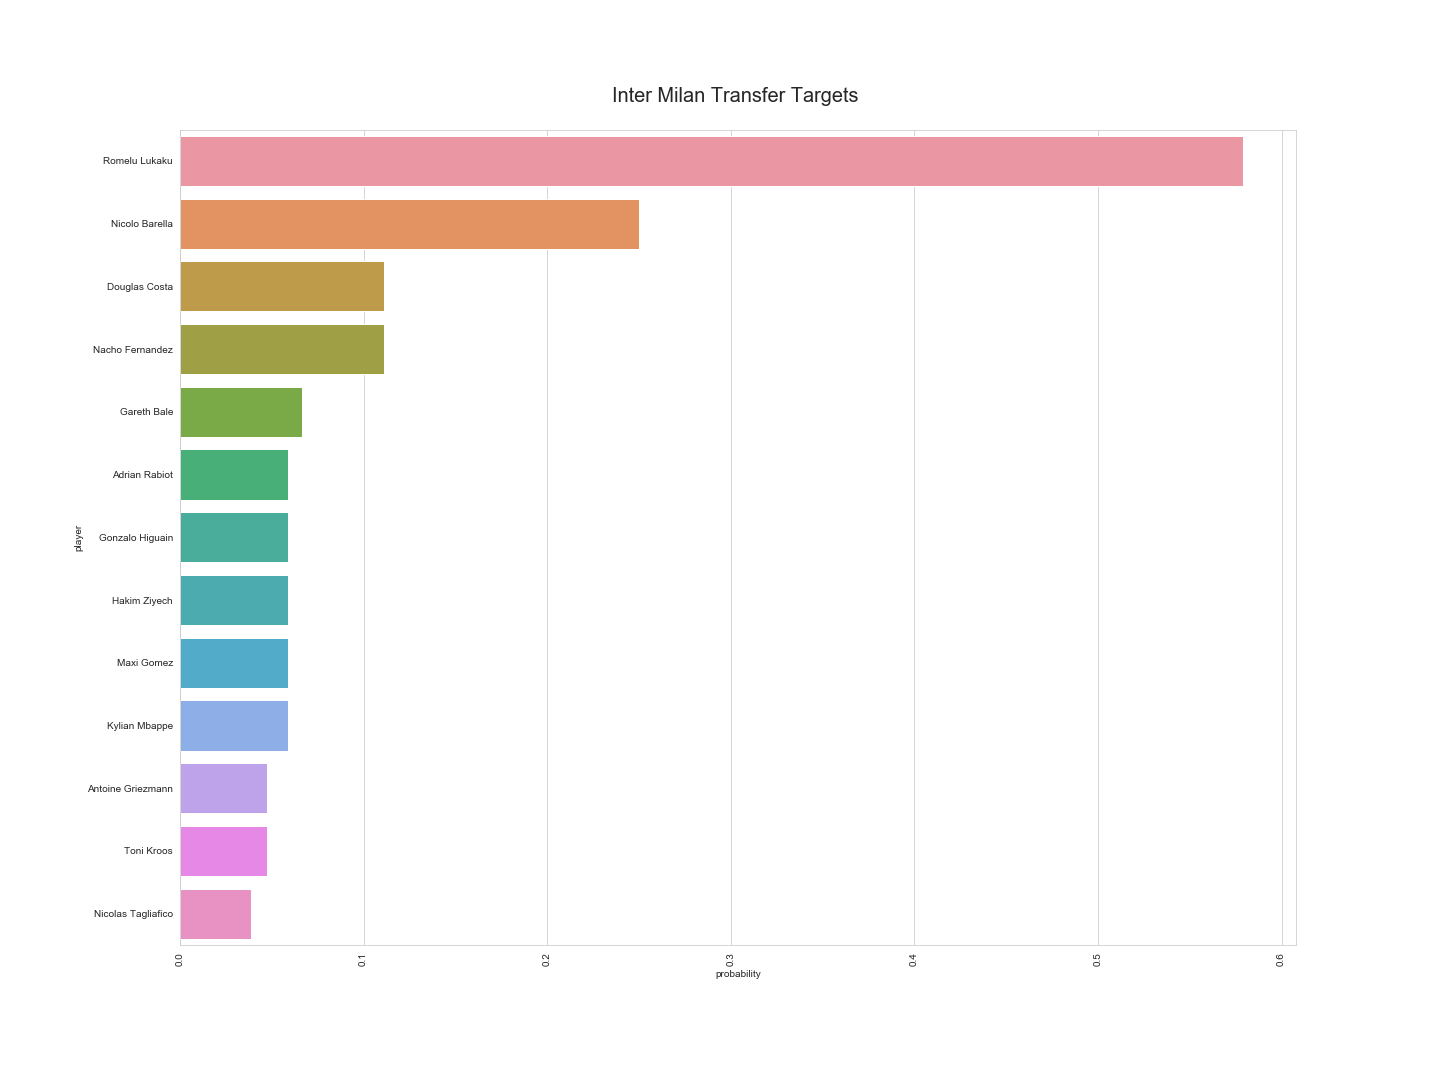 Inter Milan Transfer Targets
Romelu Lukaku
Nicolo Barella
Douglas Costa
Nacho Fernandez
Gareth Bale
Adrian Rabiot
Gonzalo Higuain
Hakim Ziyech
Maxi Gomez
Kylian Mbappe
Antoine Griezmann
Toni Kroos
Nicolas Tagliafico
player
0.0
0.1
0.2
0.3
0.4
0.5
0.6
probability